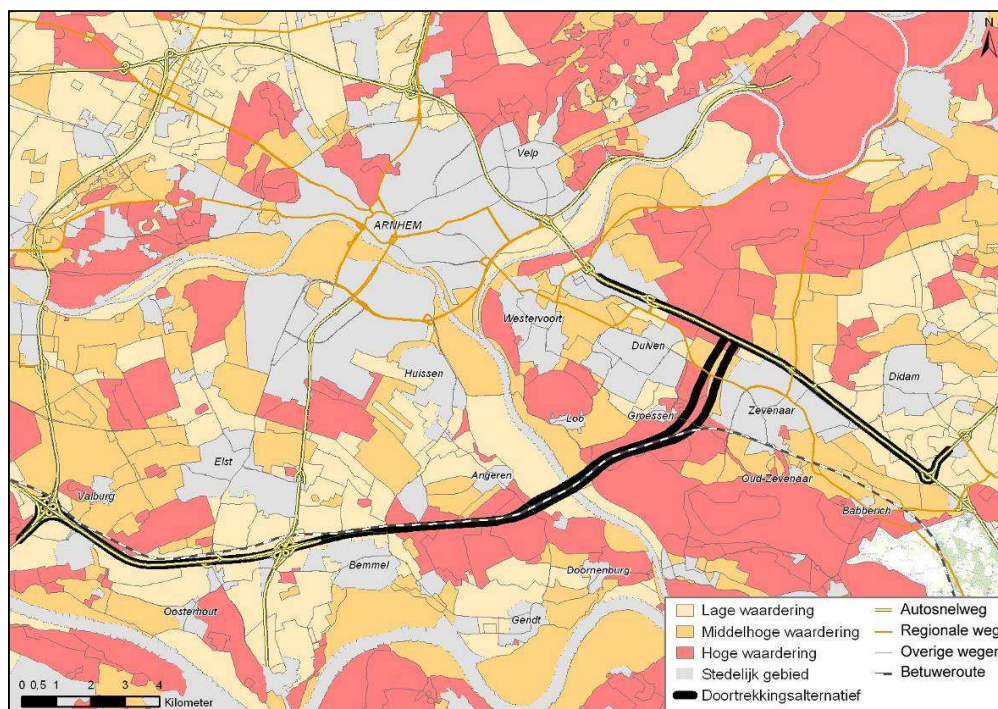 N
Velp
ARNHEM
Westervoort
Duiven
Huissen
Didam
Loo
Groessen
Zevenaar
Elst
Angeren
Oud-Zevenaar
Valburg
Babberich
Bemmel
Doornenburg
Oosterhout
Gendt
Lage waardering
Middelhoge waardering
Hoge waardering
Stedelijk gebied
Doortrekkingsalternatief
Autosnelweg
Regionale weg
Overige weger
Betuweroute
0 0,5 1 2 3 4
Kilometer